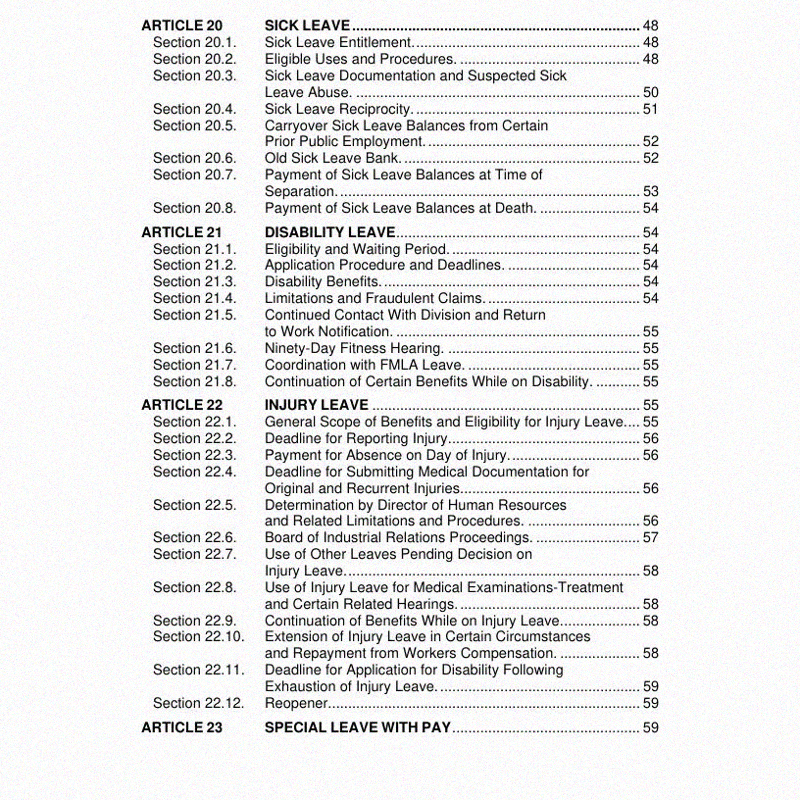 ARTICLE 20 SICK LEAVE ... 48
Section 20.1. Sick Leave Entitlement. ... 48
Section 20.2. Eligible Uses and Procedures. ... 48
Section 20.3. Sick Leave Documentation and Suspected Sick
Leave Abuse. ... 50
Section 20.4. Sick Leave Reciprocity. ... 51
Section 20.5. Carryover Sick Leave Balances from Certain
Prior Public Employment. ... 52
Section 20.6. Old Sick Leave Bank. ... 52
Section 20.7. Payment of Sick Leave Balances at Time of
Separation. ... 53
Section 20.8. Payment of Sick Leave Balances at Death. ... 54
ARTICLE 21 DISABILITY LEAVE ... 54
Section 21.1. Eligibility and Waiting Period. ... 54
Section 21.2. Application Procedure and Deadlines. ... 54
Section 21.3. Disability Benefits. ... 54
Section 21.4. Limitations and Fraudulent Claims. ... 54
Section 21.5. Continued Contact With Division and Return
to Work Notification. ... 55
Section 21.6. Ninety-Day Fitness Hearing. ... 55
Section 21.7. Coordination with FMLA Leave. ... 55
Section 21.8. Continuation of Certain Benefits While on Disability. ... 55
ARTICLE 22 INJURY LEAVE ... 55
Section 22.1. General Scope of Benefits and Eligibility for Injury Leave. ... 55
Section 22.2. Deadline for Reporting Injury ... 56
Section 22.3. Payment for Absence on Day of Injury. ... 56
Section 22.4. Deadline for Submitting Medical Documentation for
Original and Recurrent Injuries ... 56
Section 22.5. Determination by Director of Human Resources
and Related Limitations and Procedures. ... 56
Section 22.6. Board of Industrial Relations Proceedings. ... 57
Section 22.7. Use of Other Leaves Pending Decision on
Injury Leave. ... 58
Section 22.8. Use of Injury Leave for Medical Examinations-Treatment
and Certain Related Hearings. ... 58
Section 22.9. Continuation of Benefits While on Injury Leave ... 58
Section 22.10. Extension of Injury Leave in Certain Circumstances
and Repayment from Workers Compensation. ... 58
Section 22.11. Deadline for Application for Disability Following
Exhaustion of Injury Leave. ... 59
Section 22.12. Reopener ... 59
ARTICLE 23 SPECIAL LEAVE WITH PAY ... 59